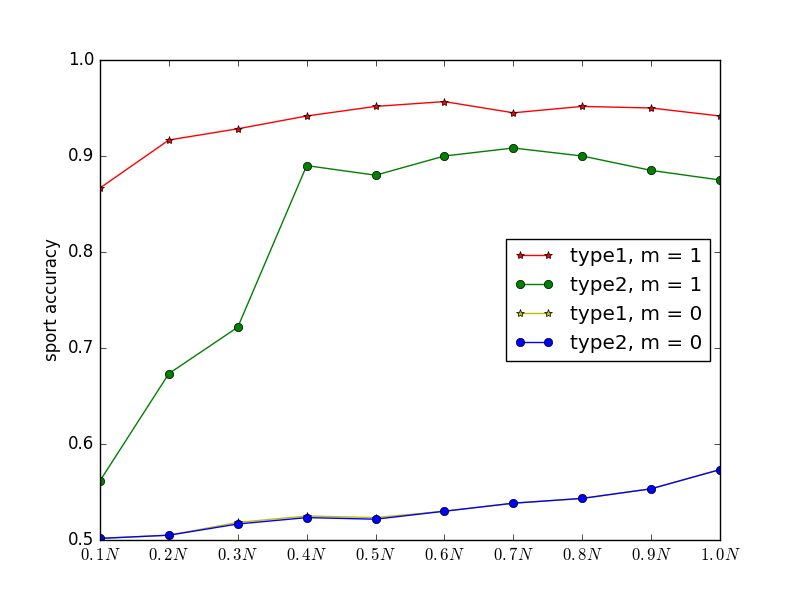 1.0
0.9
0.8
0.7
0.6
0.5
sport accuracy
type1, m = 1
type2, m = 1
type1, m = 0
type2, m = 0
0.1N 0.2N 0.3N 0.4N 0.5N 0.6N 0.7N 0.8N 0.9N 1.0N